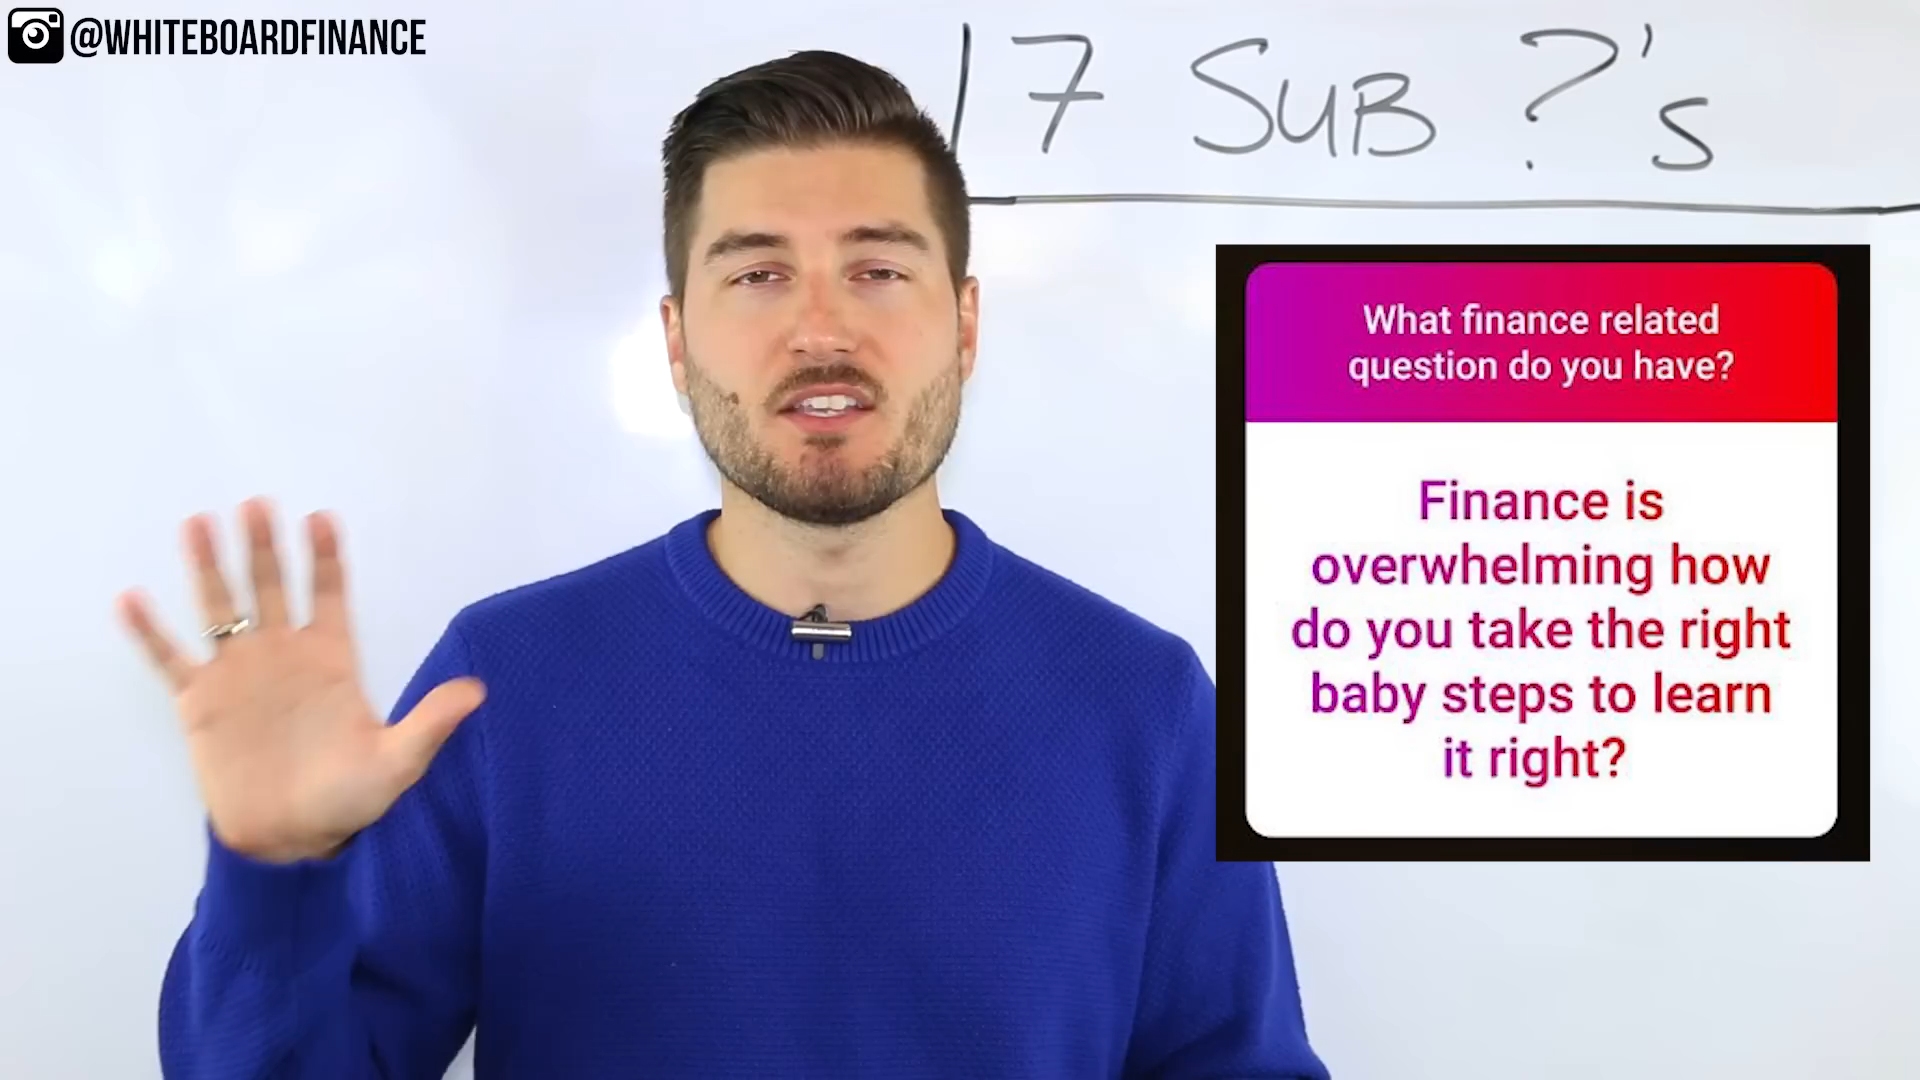 @WHITEBOARDFINANCE
17 SUB ?'s
What finance related
question do you have?
Finance is
overwhelming how
do you take the right
baby steps to learn
it right?